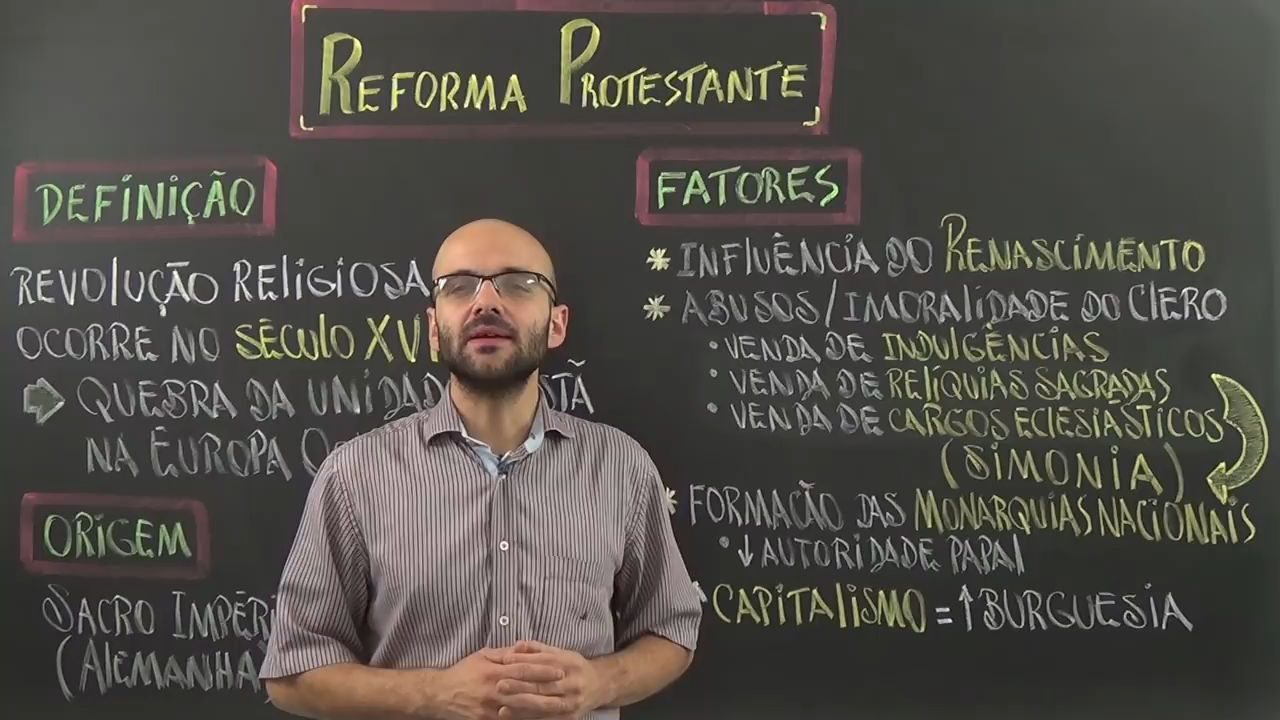 REFORMA PROTESTANTE
DEFINIÇÃO
REVOLUÇÃO RELIGIOSA
OCORRE NO SÉCULO XVI
QUEBRA DA UNIDAD
NA EUROPA
ORIGEM
SACRO IMPÉRI
(ALEMANHA)
FATORES
* INFLUÊNCIA DO RENASCIMENTO
* ABUSOS/IMORALIDADE DO CLERO
• VENDA DE INDULGÊNCIAS
• VENDA DE RELÍQUIAS SAGRADAS
• VENDA DE CARGOS ECLESIÁSTICOS
(SIMONIA)
* FORMAÇÃO DAS MONARQUIAS NACIONAIS
• ↓ AUTORIDADE PAPAL
* CAPITALISMO = ↑ BURGUESIA